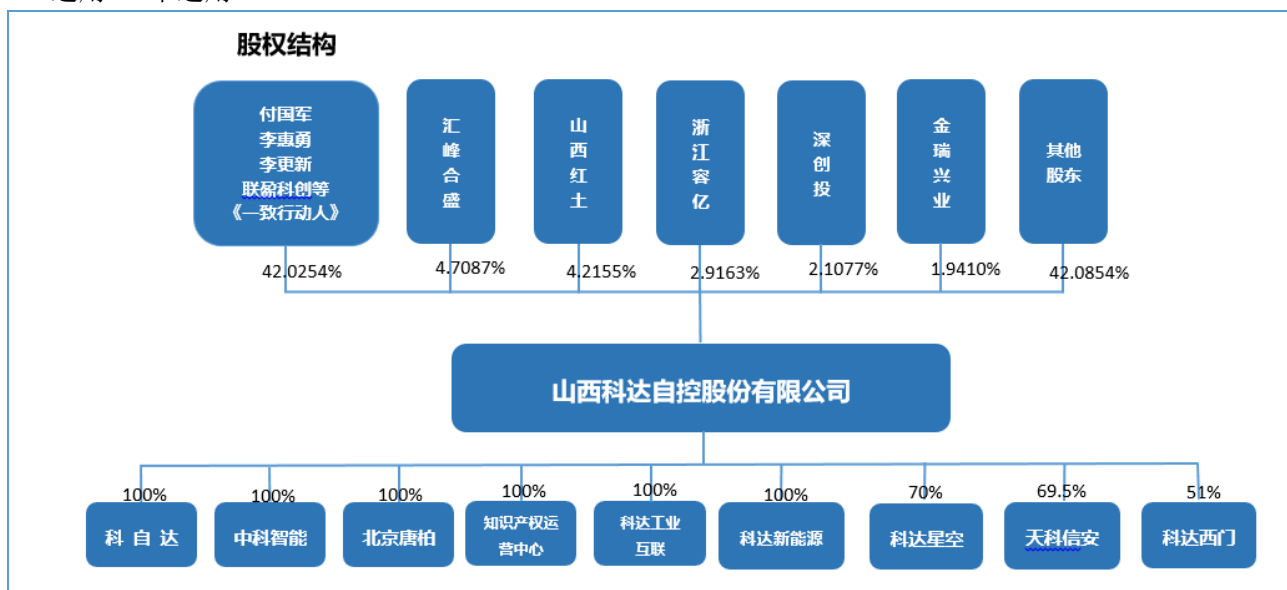 股权结构
付国军
李惠勇
李更新
联盈科创等
《一致行动人》
汇峰合盛
山西红土
浙江容亿
深创投
金瑞兴业
其他
股东
42.0254%
4.7087%
4.2155%
2.9163%
2.1077%
1.9410%
42.0854%
山西科达自控股份有限公司
100%
100%
100%
100%
100%
100%
70%
69.5%
51%
科 自 达
中科智能
北京唐柏
知识产权运
营中心
科达工业
互联
科达新能源
科达星空
天科信安
科达西门